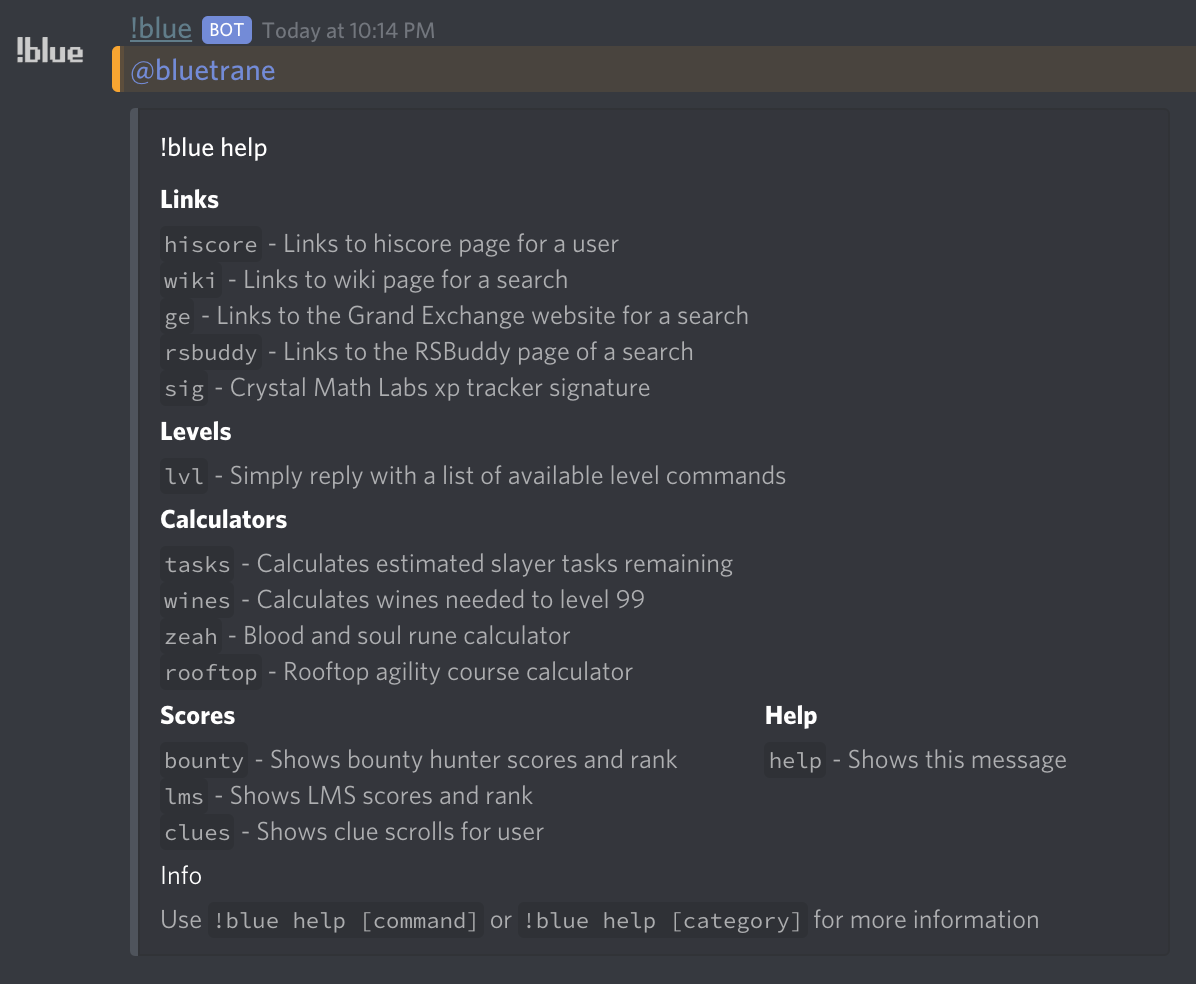 !blue
!blue BOT Today at 10:14 PM
@bluetrane
!blue help
Links
hiscore - Links to hiscore page for a user
wiki - Links to wiki page for a search
ge - Links to the Grand Exchange website for a search
rsbuddy - Links to the RSBuddy page of a search
sig - Crystal Math Labs xp tracker signature
Levels
lvl - Simply reply with a list of available level commands
Calculators
tasks - Calculates estimated slayer tasks remaining
wines - Calculates wines needed to level 99
zeah - Blood and soul rune calculator
rooftop - Rooftop agility course calculator
Scores
bounty - Shows bounty hunter scores and rank
lms - Shows LMS scores and rank
clues - Shows clue scrolls for user
Help
help - Shows this message
Info
Use !blue help [command] or !blue help [category] for more information